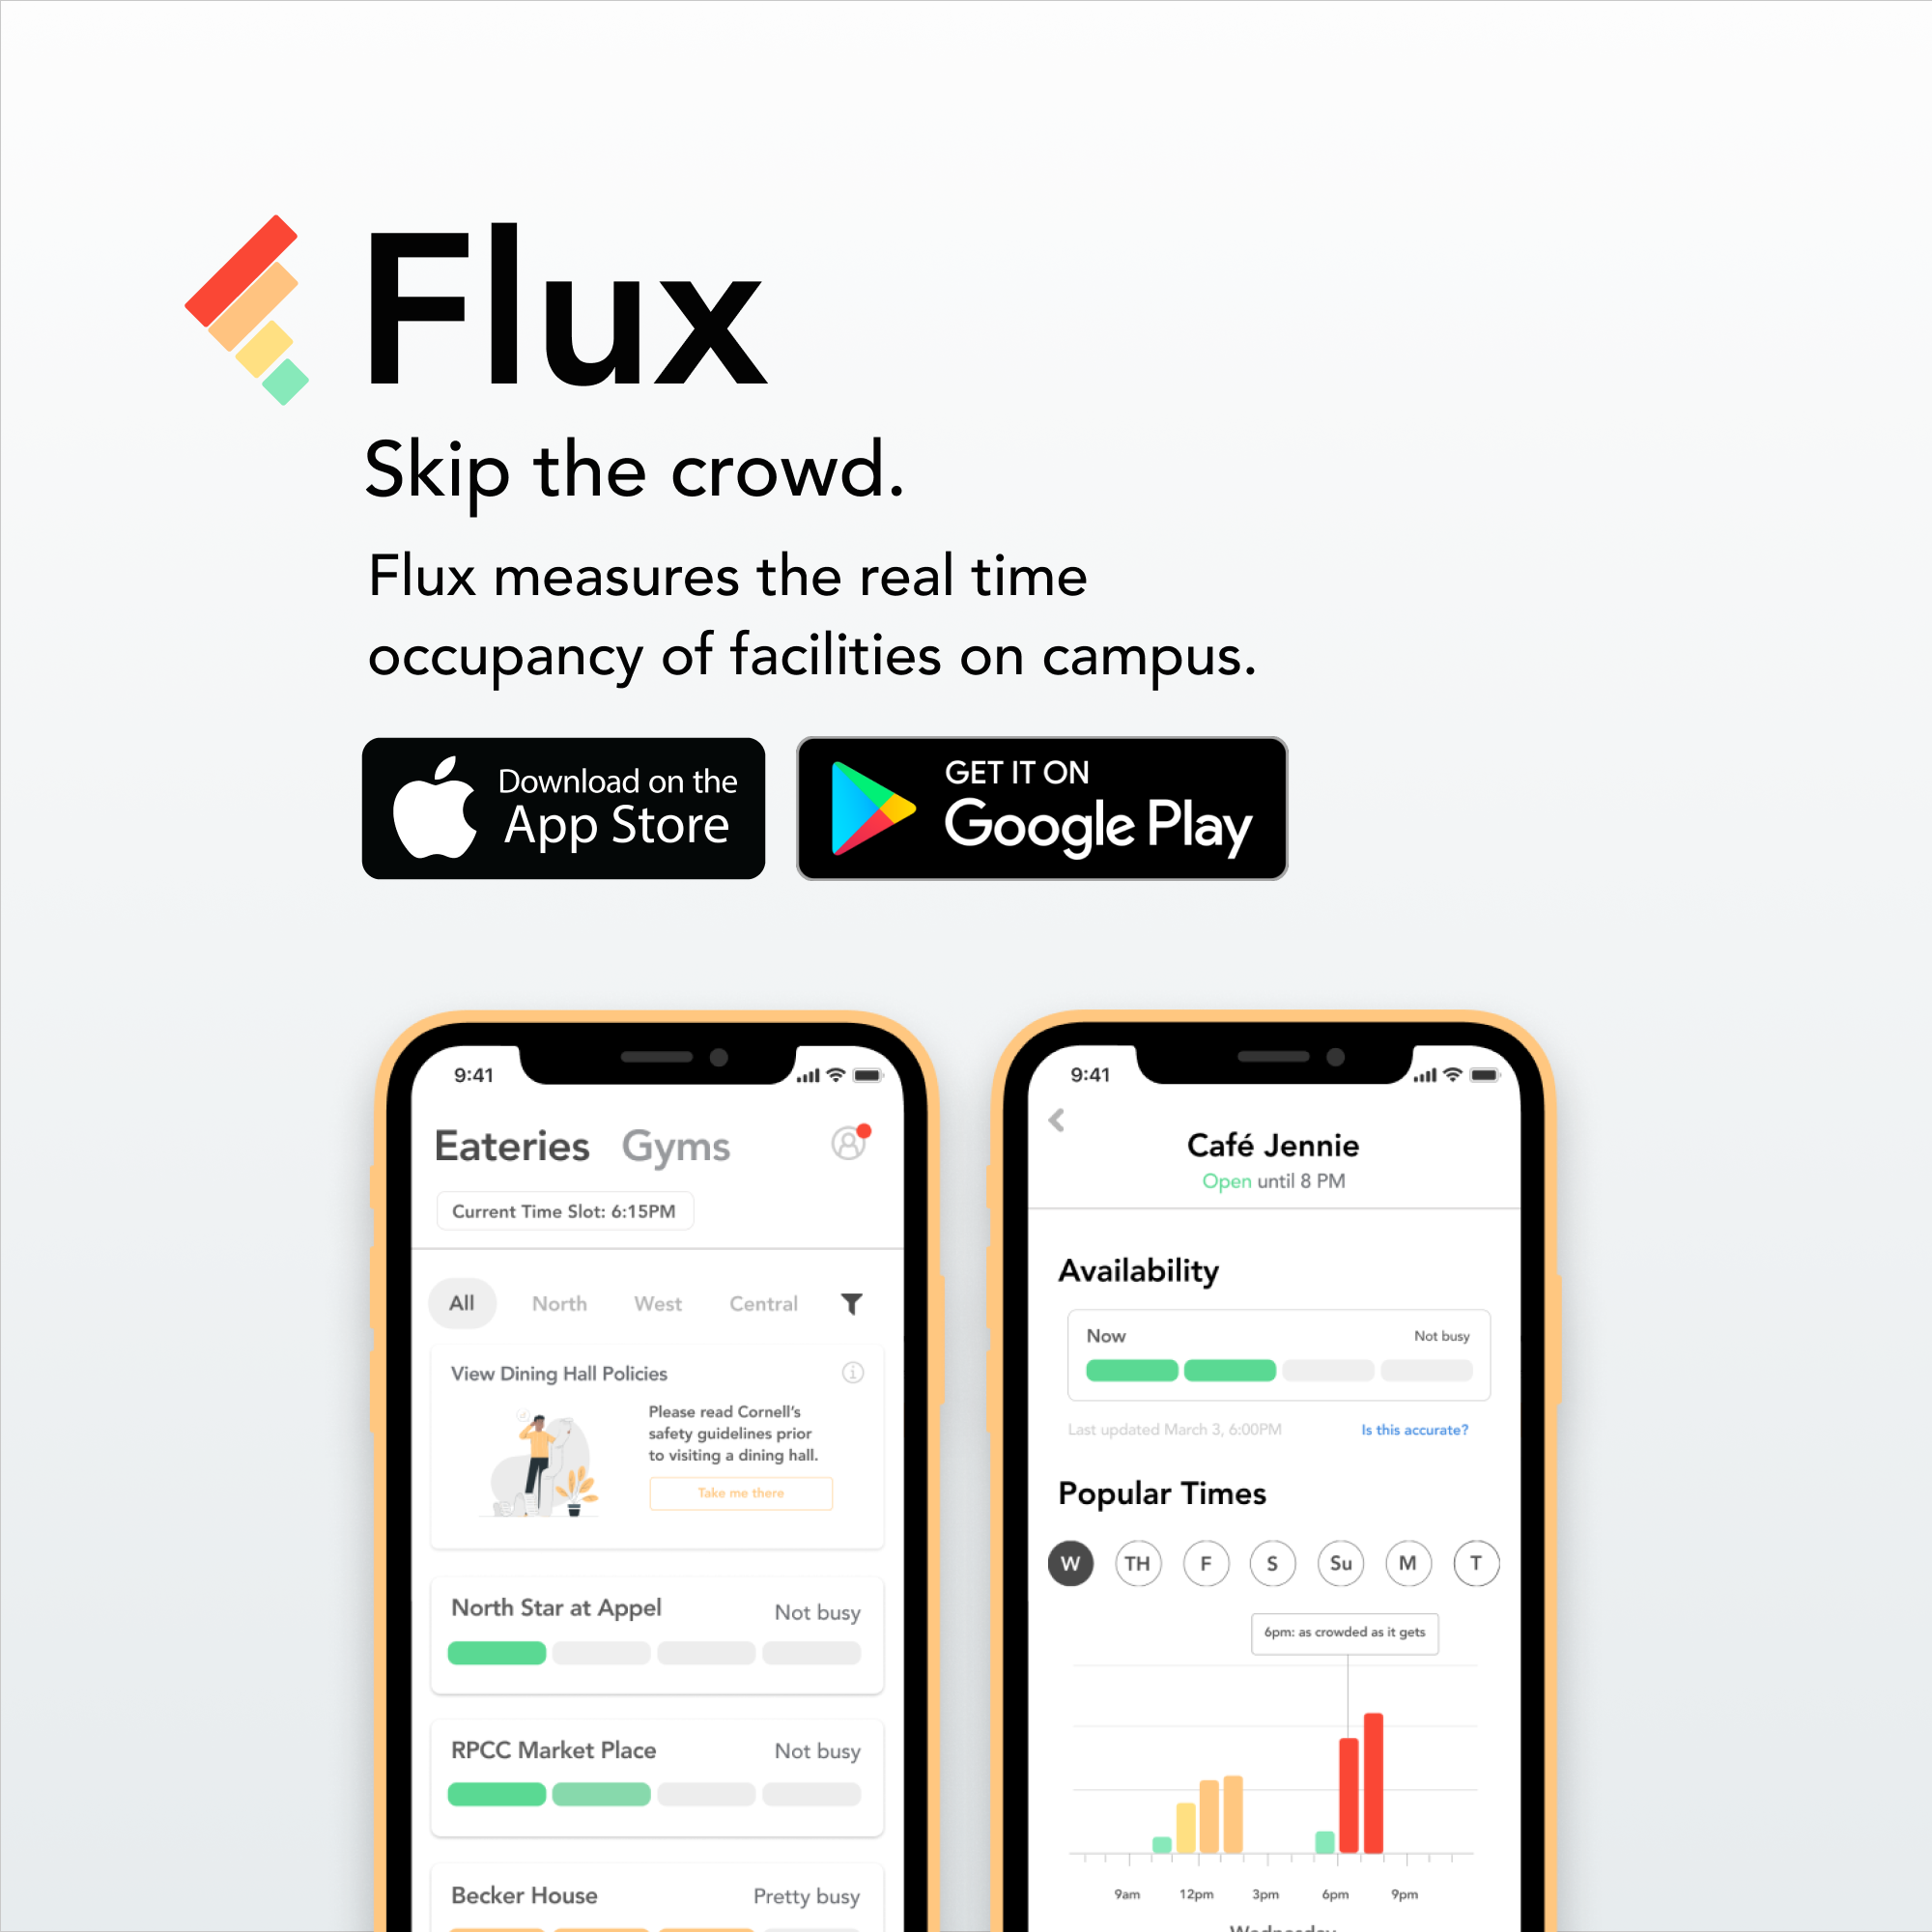 Flux
Skip the crowd.
Flux measures the real time
occupancy of facilities on campus.
Download on the
App Store
GET IT ON
Google Play
9:41
Eateries Gyms
Current Time Slot: 6:15PM
All North West Central
View Dining Hall Policies
Please read Cornell's
safety guidelines prior
to visiting a dining hall.
Take me there
North Star at Appel Not busy
RPCC Market Place Not busy
Becker House Pretty busy
9:41
Café Jennie
Open until 8 PM
Availability
Now Not busy
Last updated March 3, 6:00PM Is this accurate?
Popular Times
W TH F S Su M T
6pm: as crowded as it gets
9am 12pm 3pm 6pm 9pm
Wednesday